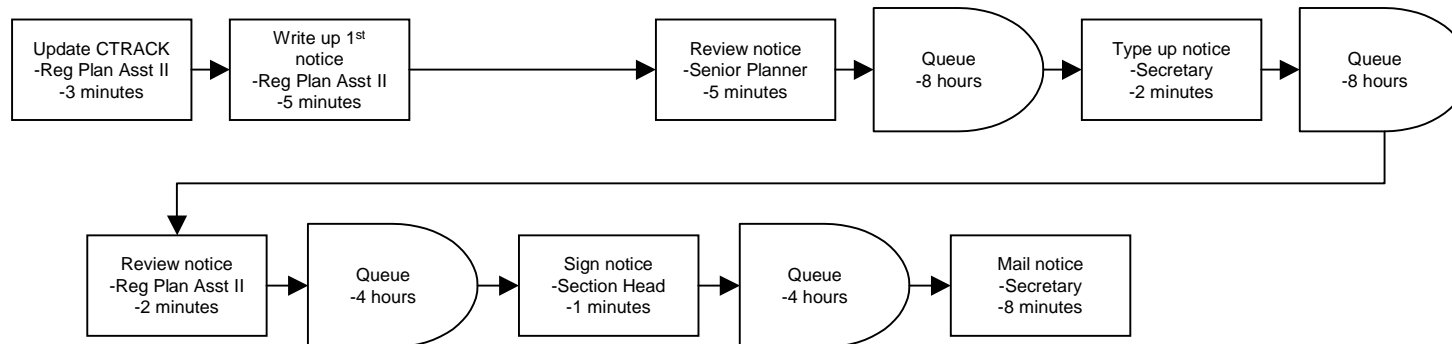 Update CTRACK
-Reg Plan Asst II
-3 minutes
Write up 1st
notice
-Reg Plan Asst II
-5 minutes
Review notice
-Senior Planner
-5 minutes
Queue
-8 hours
Type up notice
-Secretary
-2 minutes
Queue
-8 hours
Review notice
-Reg Plan Asst II
-2 minutes
Queue
-4 hours
Sign notice
-Section Head
-1 minutes
Queue
-4 hours
Mail notice
-Secretary
-8 minutes